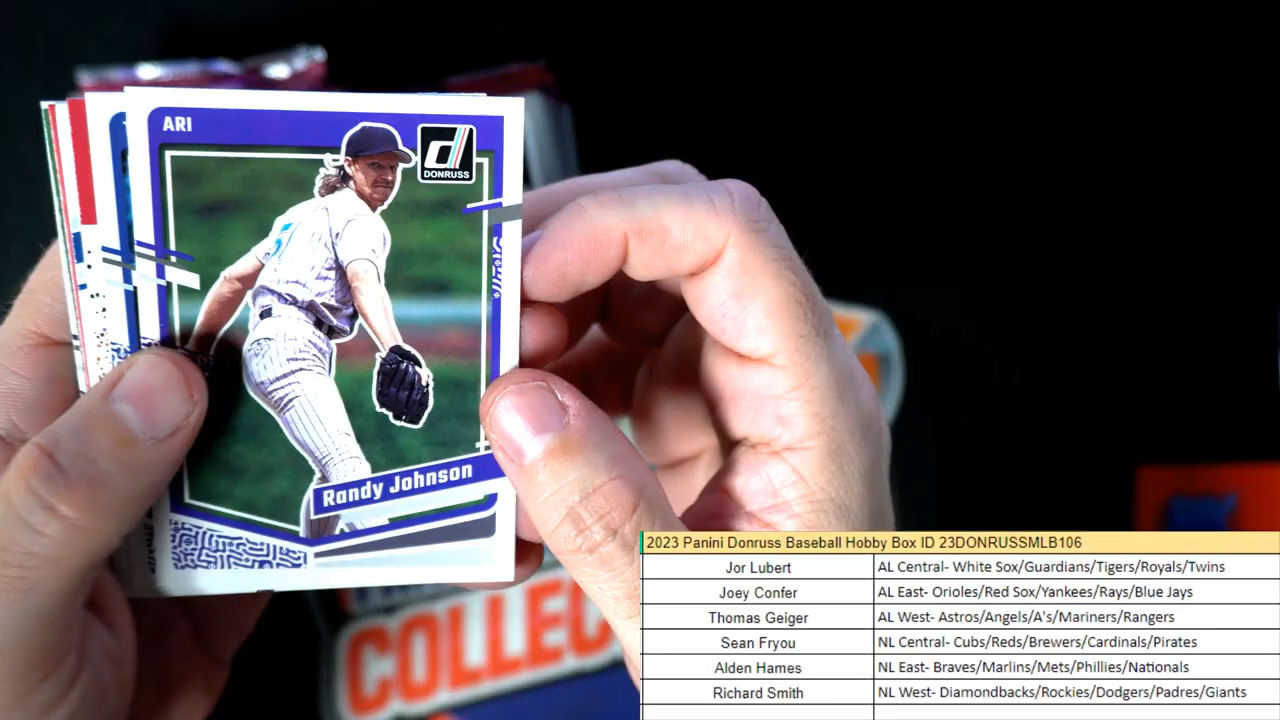 ARI
d
DONRUSS
51
Randy Johnson
COLLEC
2023 Panini Donruss Baseball Hobby Box ID 23DONRUSSMLB106
Jor Lubert AL Central- White Sox/Guardians/Tigers/Royals/Twins
Joey Confer AL East- Orioles/Red Sox/Yankees/Rays/Blue Jays
Thomas Geiger AL West- Astros/Angels/A's/Mariners/Rangers
Sean Fryou NL Central- Cubs/Reds/Brewers/Cardinals/Pirates
Alden Hames NL East- Braves/Marlins/Mets/Phillies/Nationals
Richard Smith NL West- Diamondbacks/Rockies/Dodgers/Padres/Giants